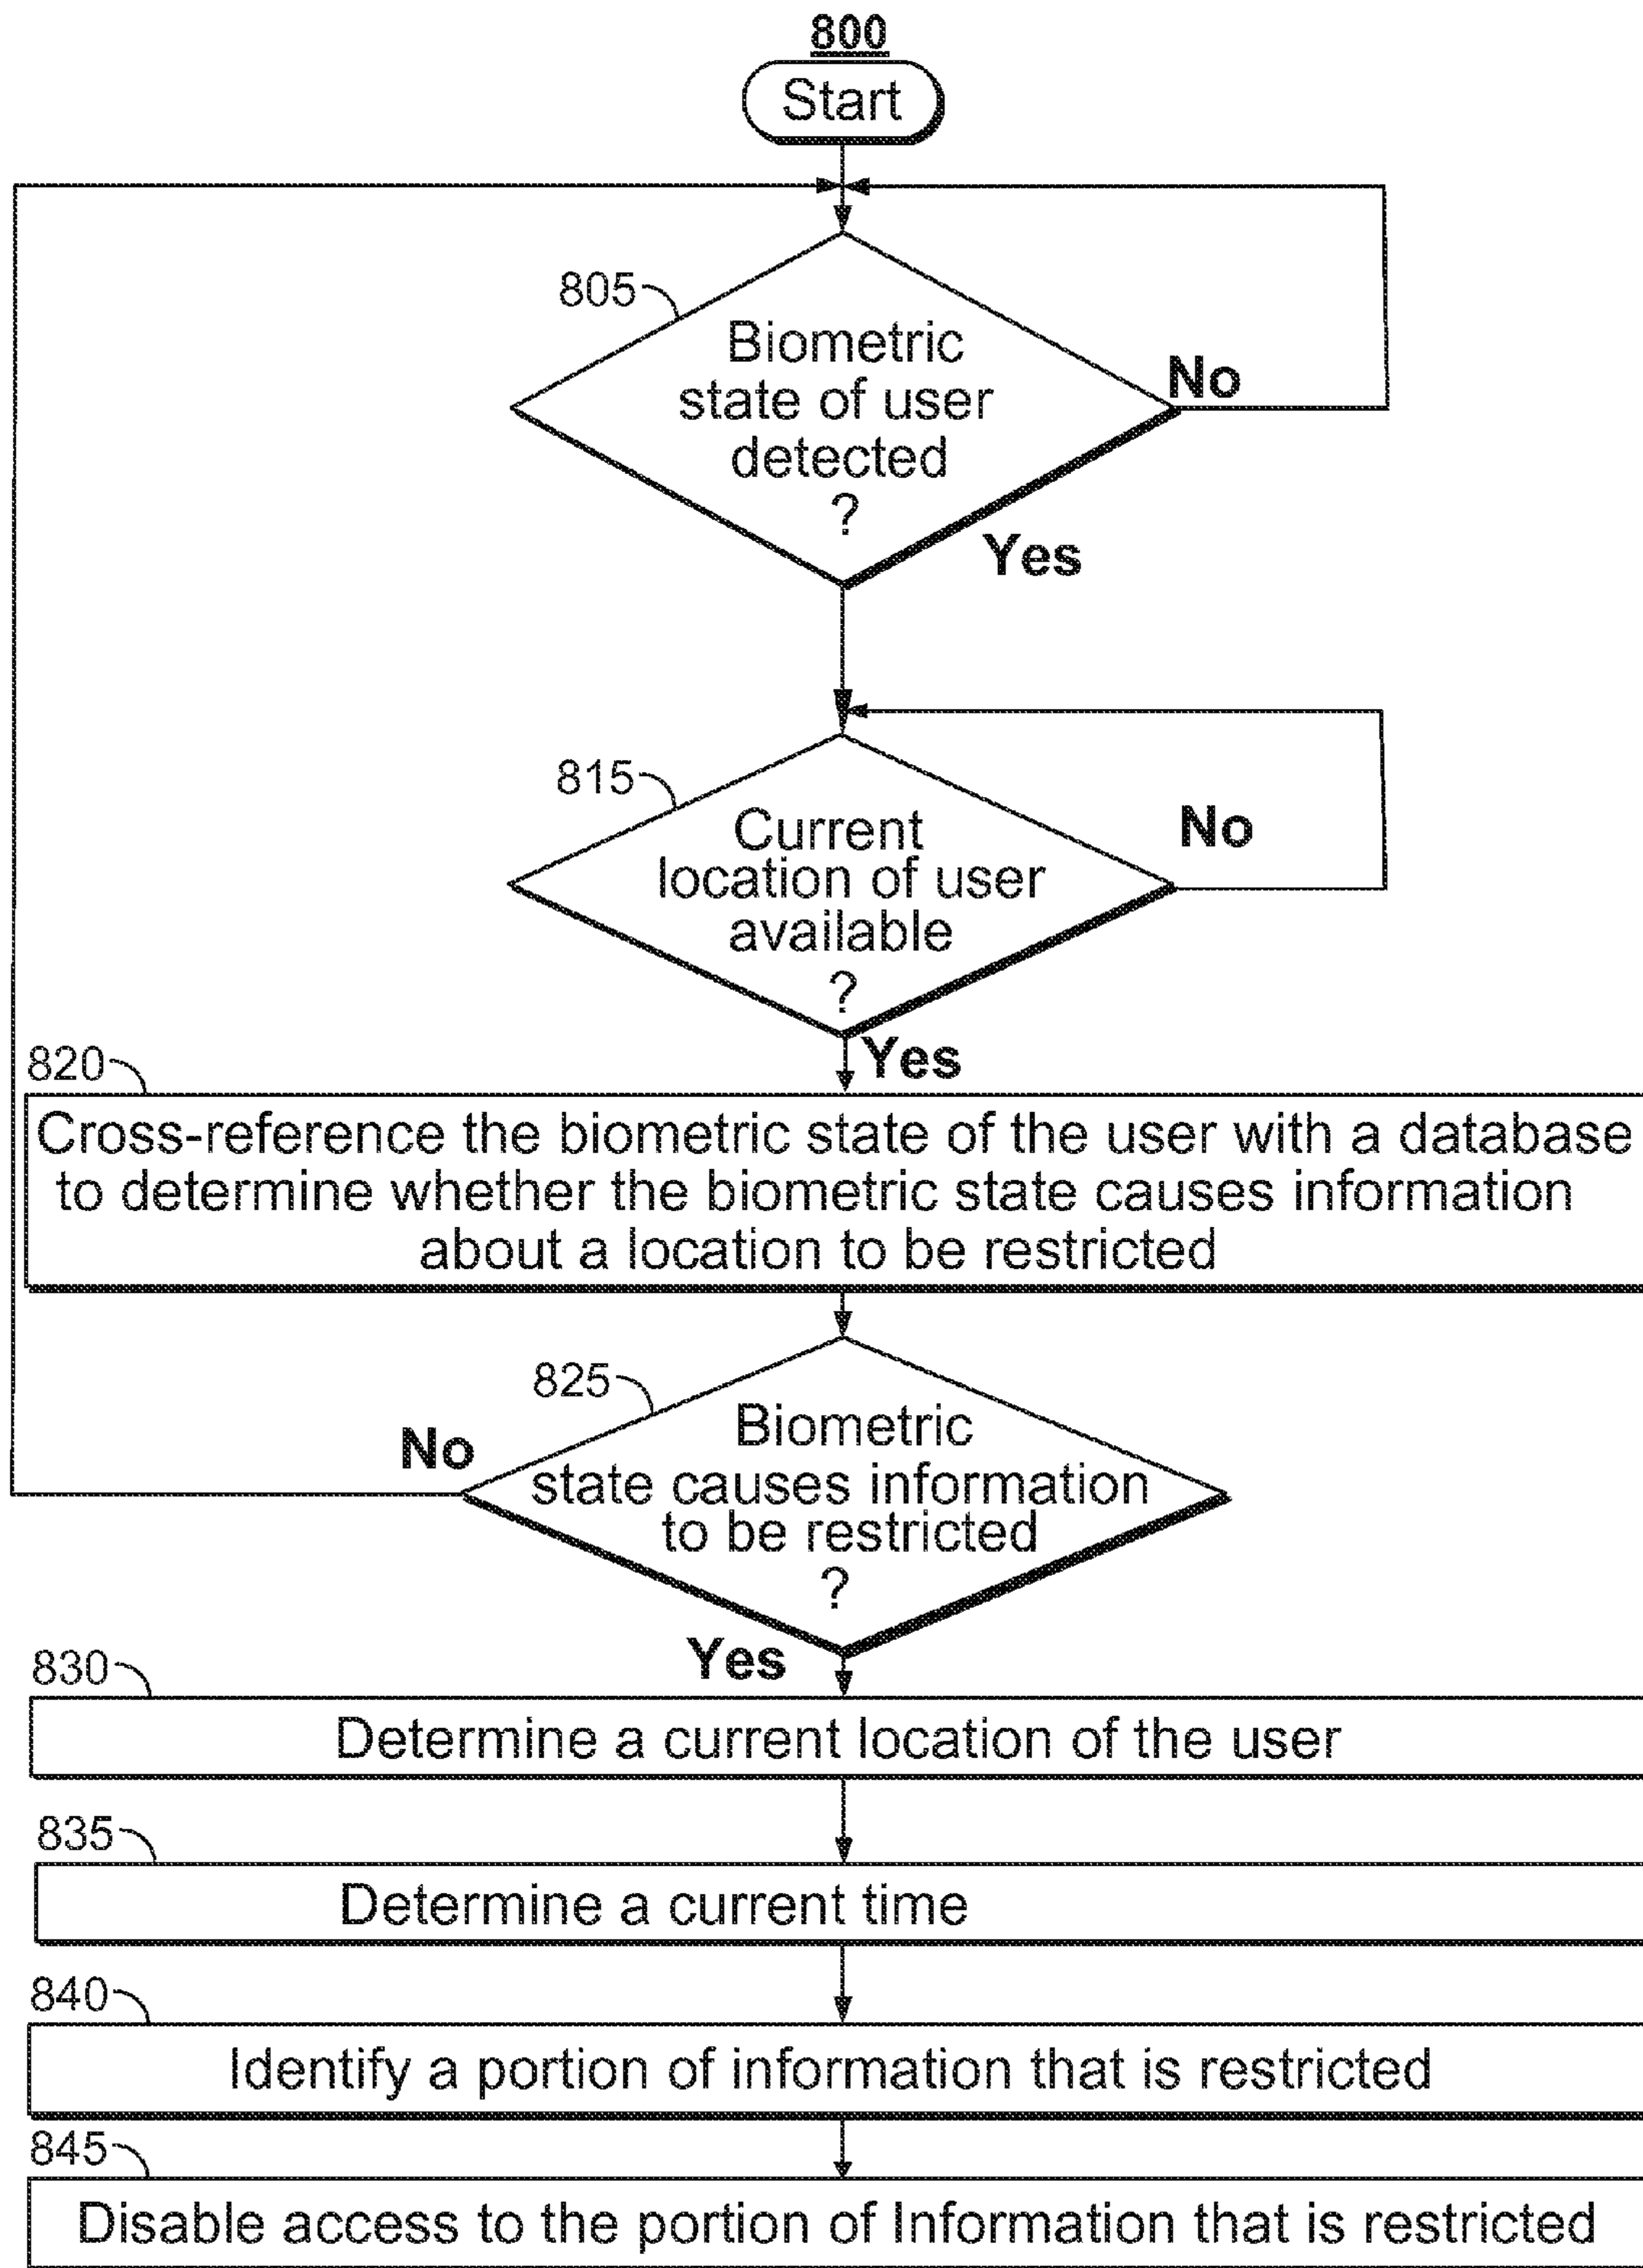 800
Start
805
Biometric
state of user
detected
?
No
Yes
815
Current
location of user
available
?
No
Yes
820
Cross-reference the biometric state of the user with a database
to determine whether the biometric state causes information
about a location to be restricted
825
Biometric
state causes information
to be restricted
?
No
Yes
830
Determine a current location of the user
835
Determine a current time
840
Identify a portion of information that is restricted
845
Disable access to the portion of Information that is restricted